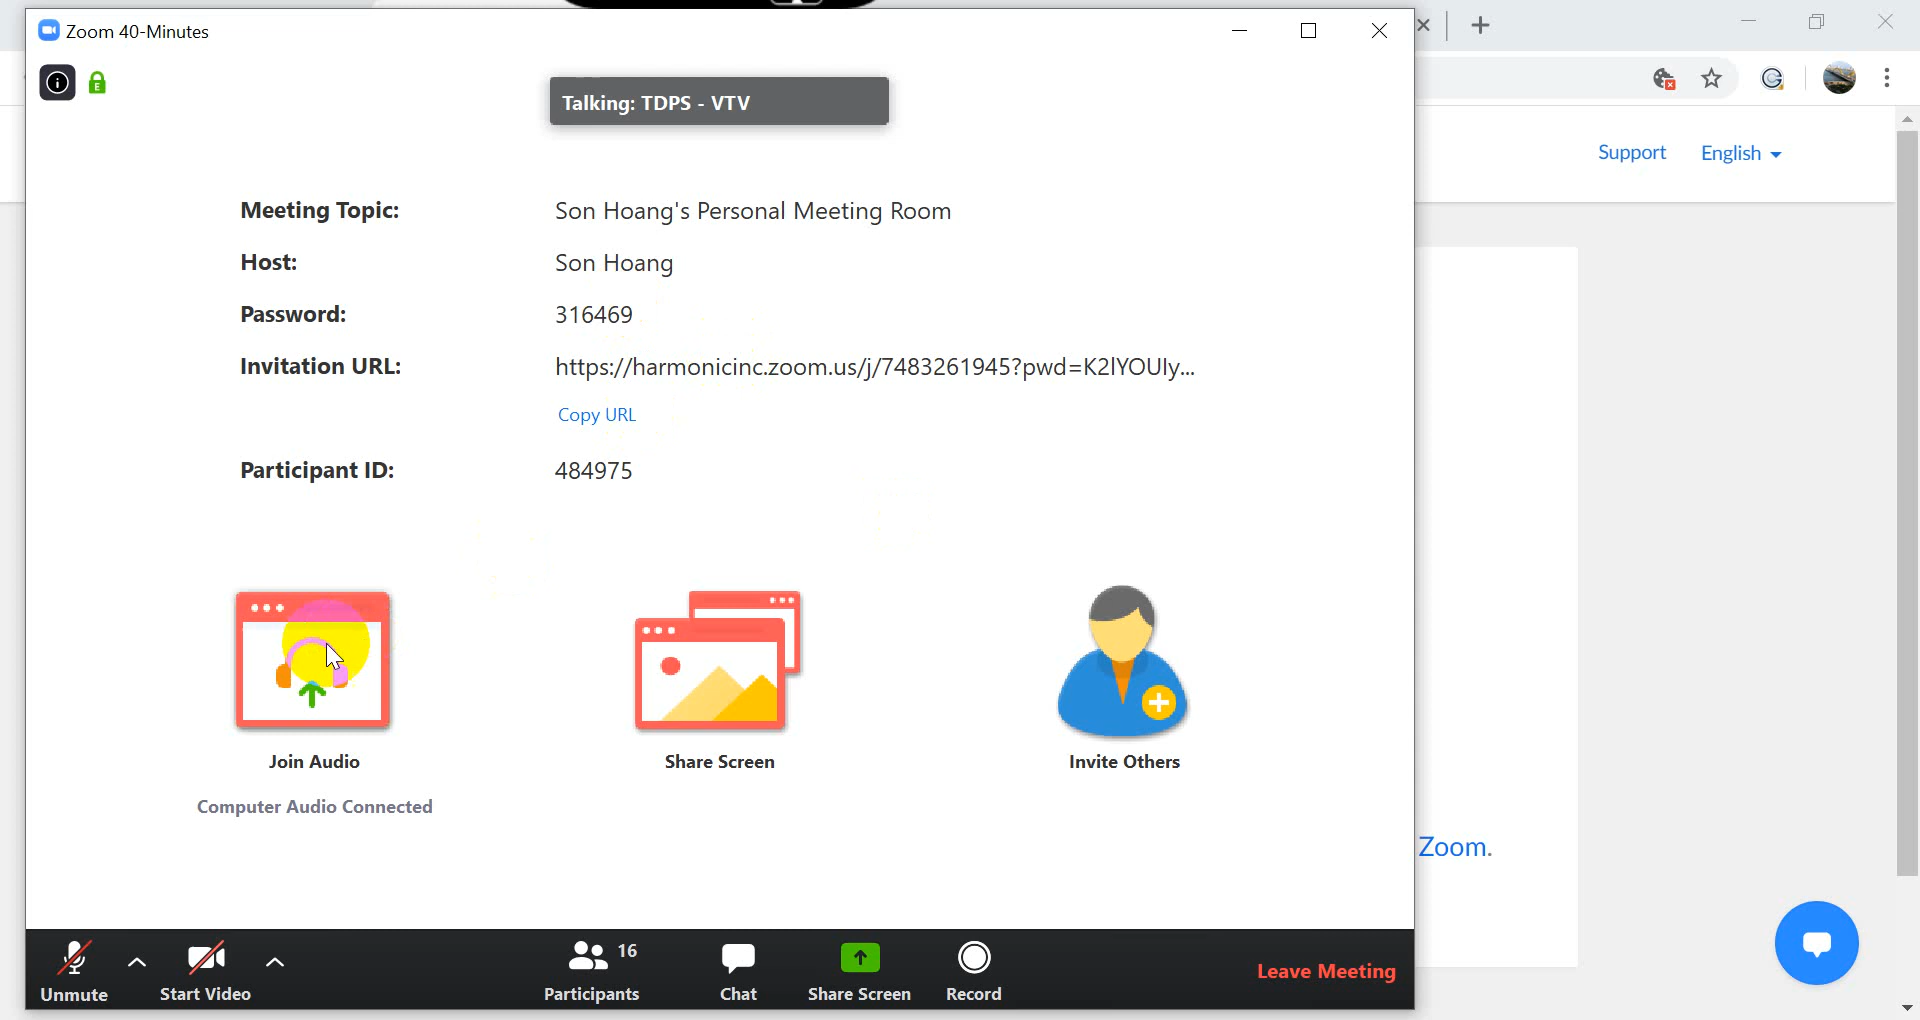 Zoom 40-Minutes
Talking: TDPS - VTV
Support English
Meeting Topic: Son Hoang's Personal Meeting Room
Host: Son Hoang
Password: 316469
Invitation URL: https://harmonicinc.zoom.us/j/7483261945?pwd=K2lYOUly...
Copy URL
Participant ID: 484975
Join Audio Share Screen Invite Others
Computer Audio Connected
Zoom.
16
Unmute Start Video Participants Chat Share Screen Record Leave Meeting